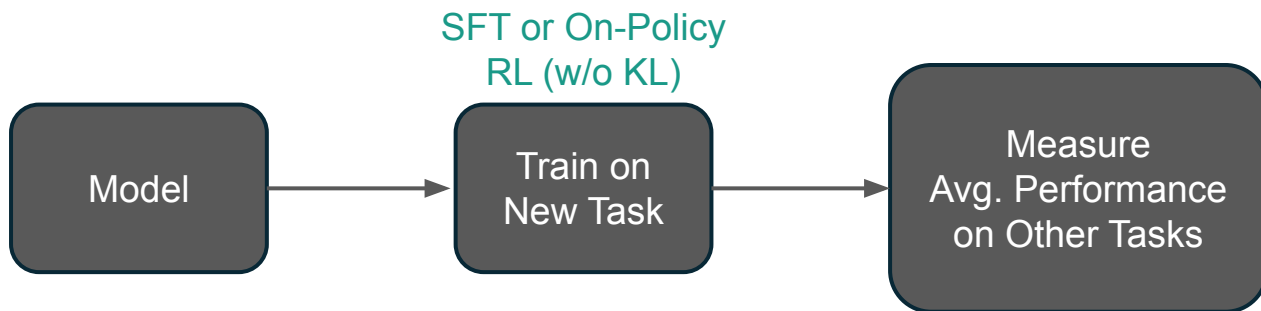 SFT or On-Policy
RL (w/o KL)
Model
Train on
New Task
Measure
Avg. Performance
on Other Tasks